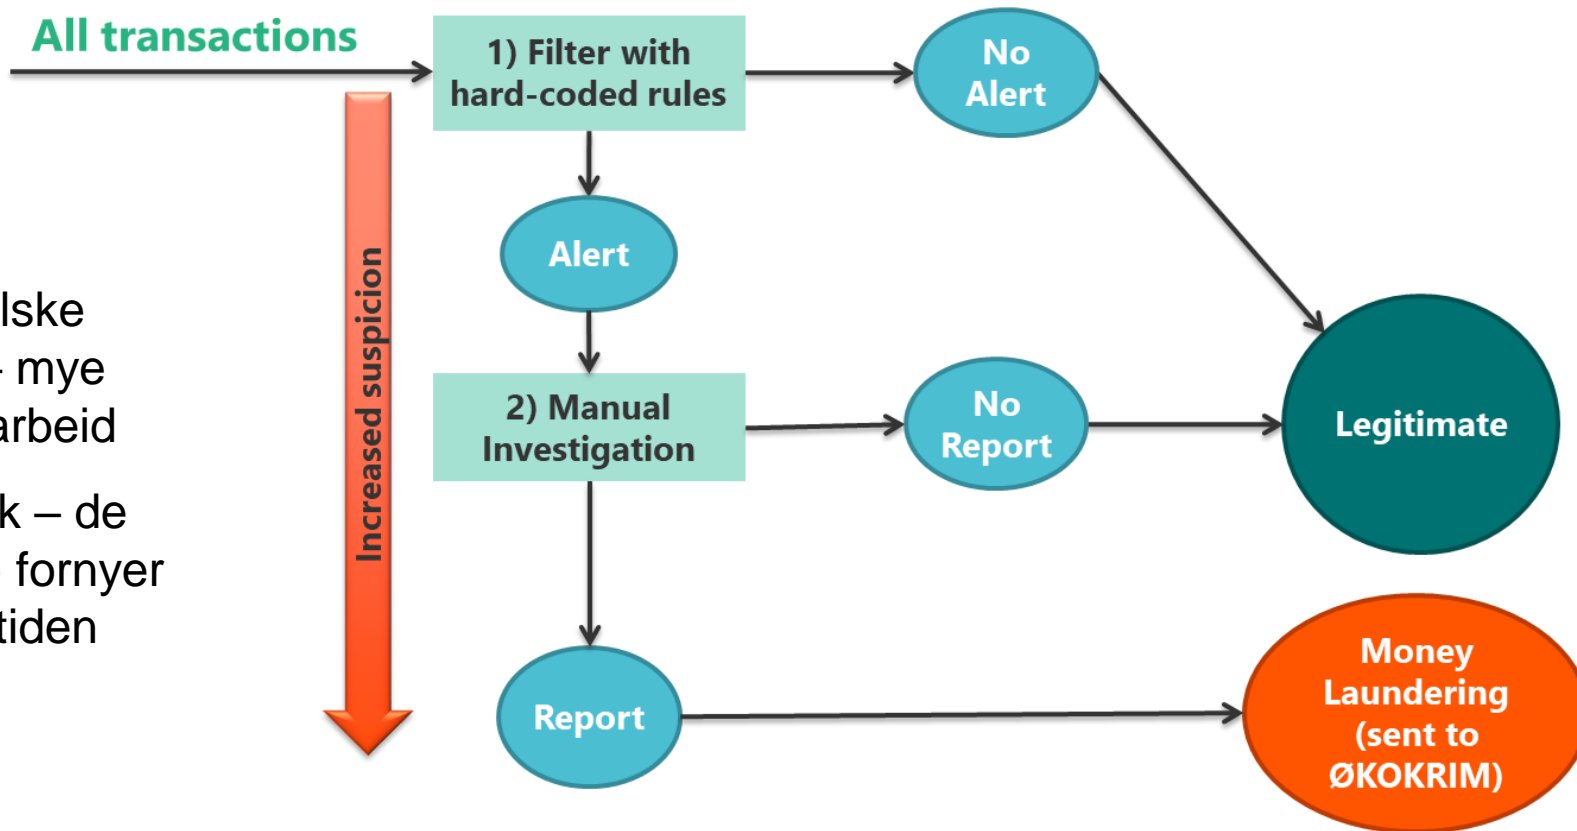 All transactions
1) Filter with
hard-coded rules
No
Alert
Alert
Increased suspicion
lske
- mye
arbeid
2) Manual
Investigation
No
Report
Legitimate
k – de
fornyer
tiden
Report
Money
Laundering
(sent to
ØKOKRIM)